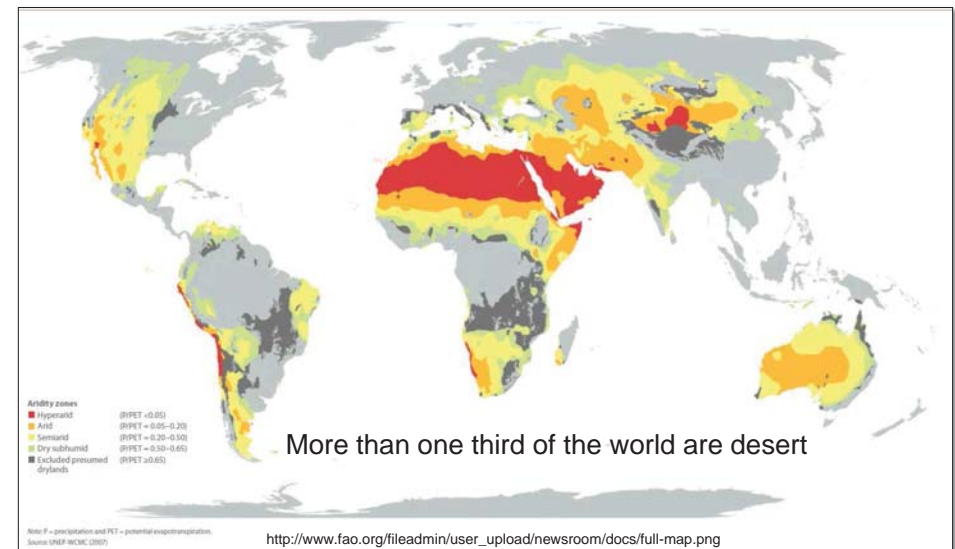 Aridity zones
Hyperarid (P/PET <0.05)
Arid (P/PET = 0.05–0.20)
Semiarid (P/PET = 0.20–0.50)
Dry subhumid (P/PET = 0.50–0.65)
Excluded presumed (P/PET ≥0.65)
drylands
More than one third of the world are desert
Note: P = precipitation and PET = potential evapotranspiration.
Source: UNEP-WCMC (2007)
http://www.fao.org/fileadmin/user_upload/newsroom/docs/full-map.png